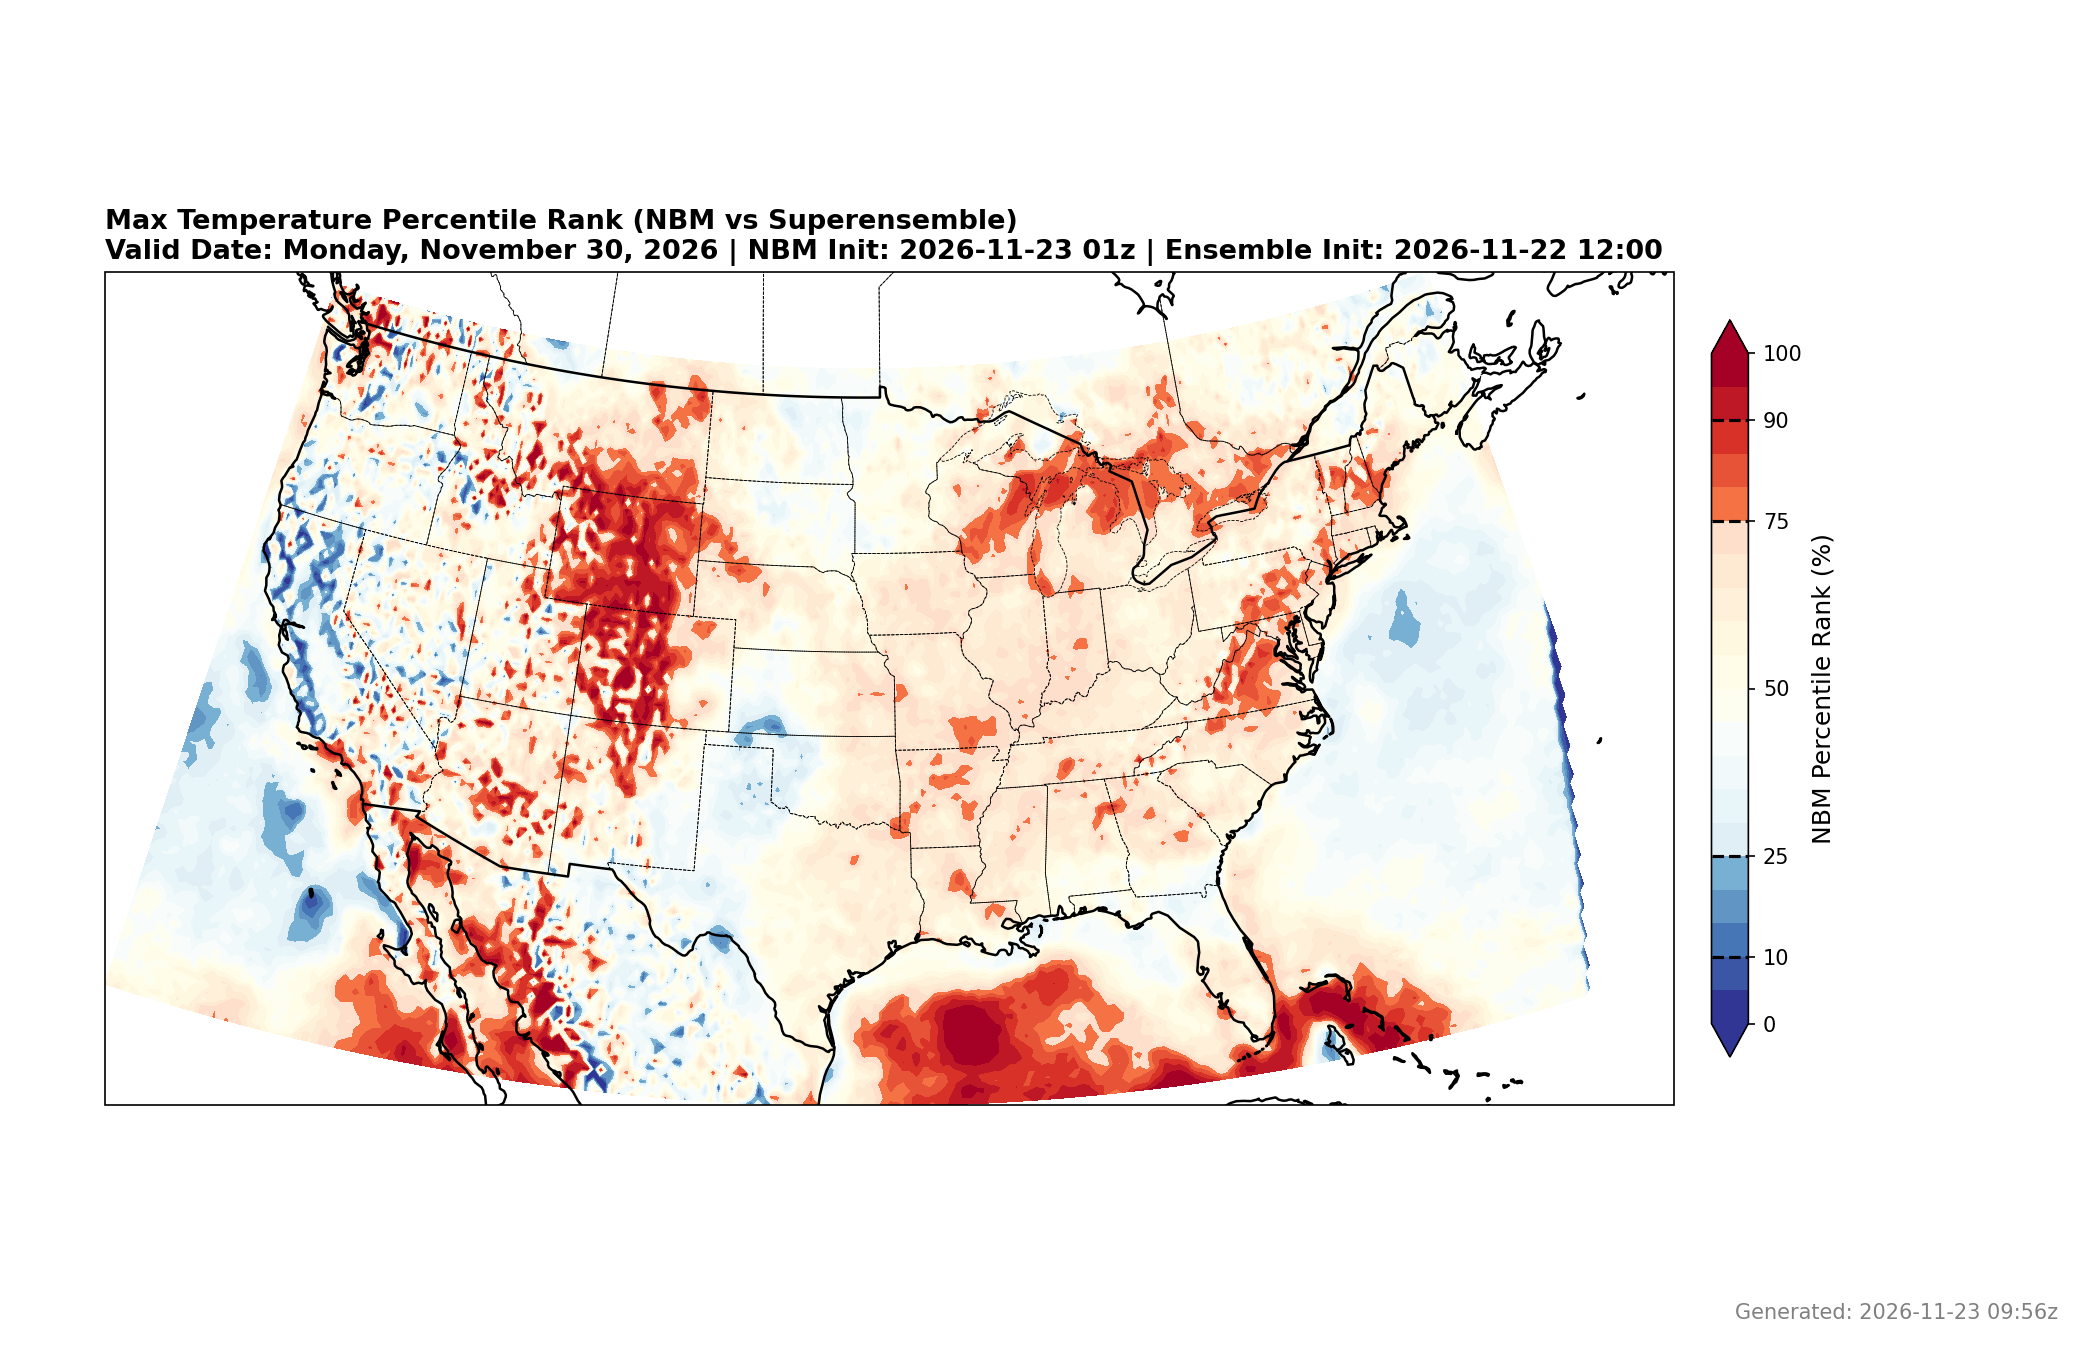 Max Temperature Percentile Rank (NBM vs Superensemble)
Valid Date: Monday, November 30, 2026 | NBM Init: 2026-11-23 01z | Ensemble Init: 2026-11-22 12:00
100
90
75
50
25
10
0
NBM Percentile Rank (%)
Generated: 2026-11-23 09:56z